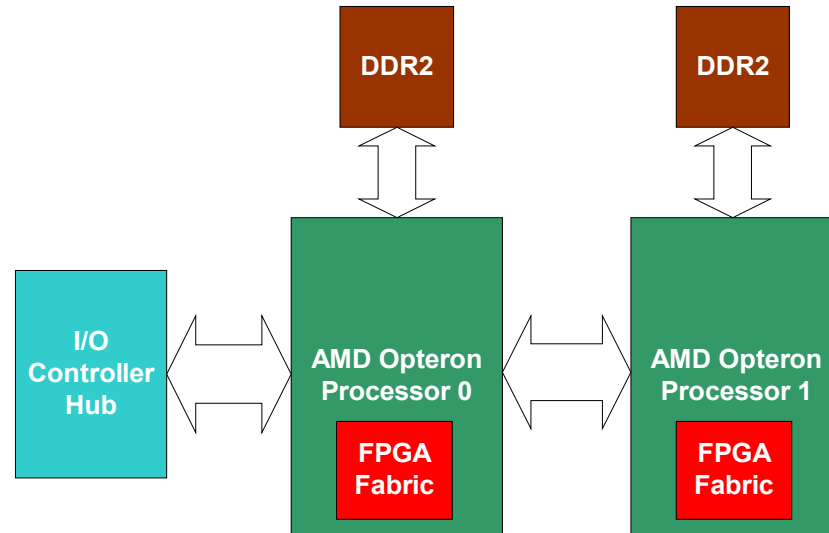 DDR2
DDR2
I/O
Controller
Hub
AMD Opteron
Processor 0
AMD Opteron
Processor 1
FPGA
Fabric
FPGA
Fabric